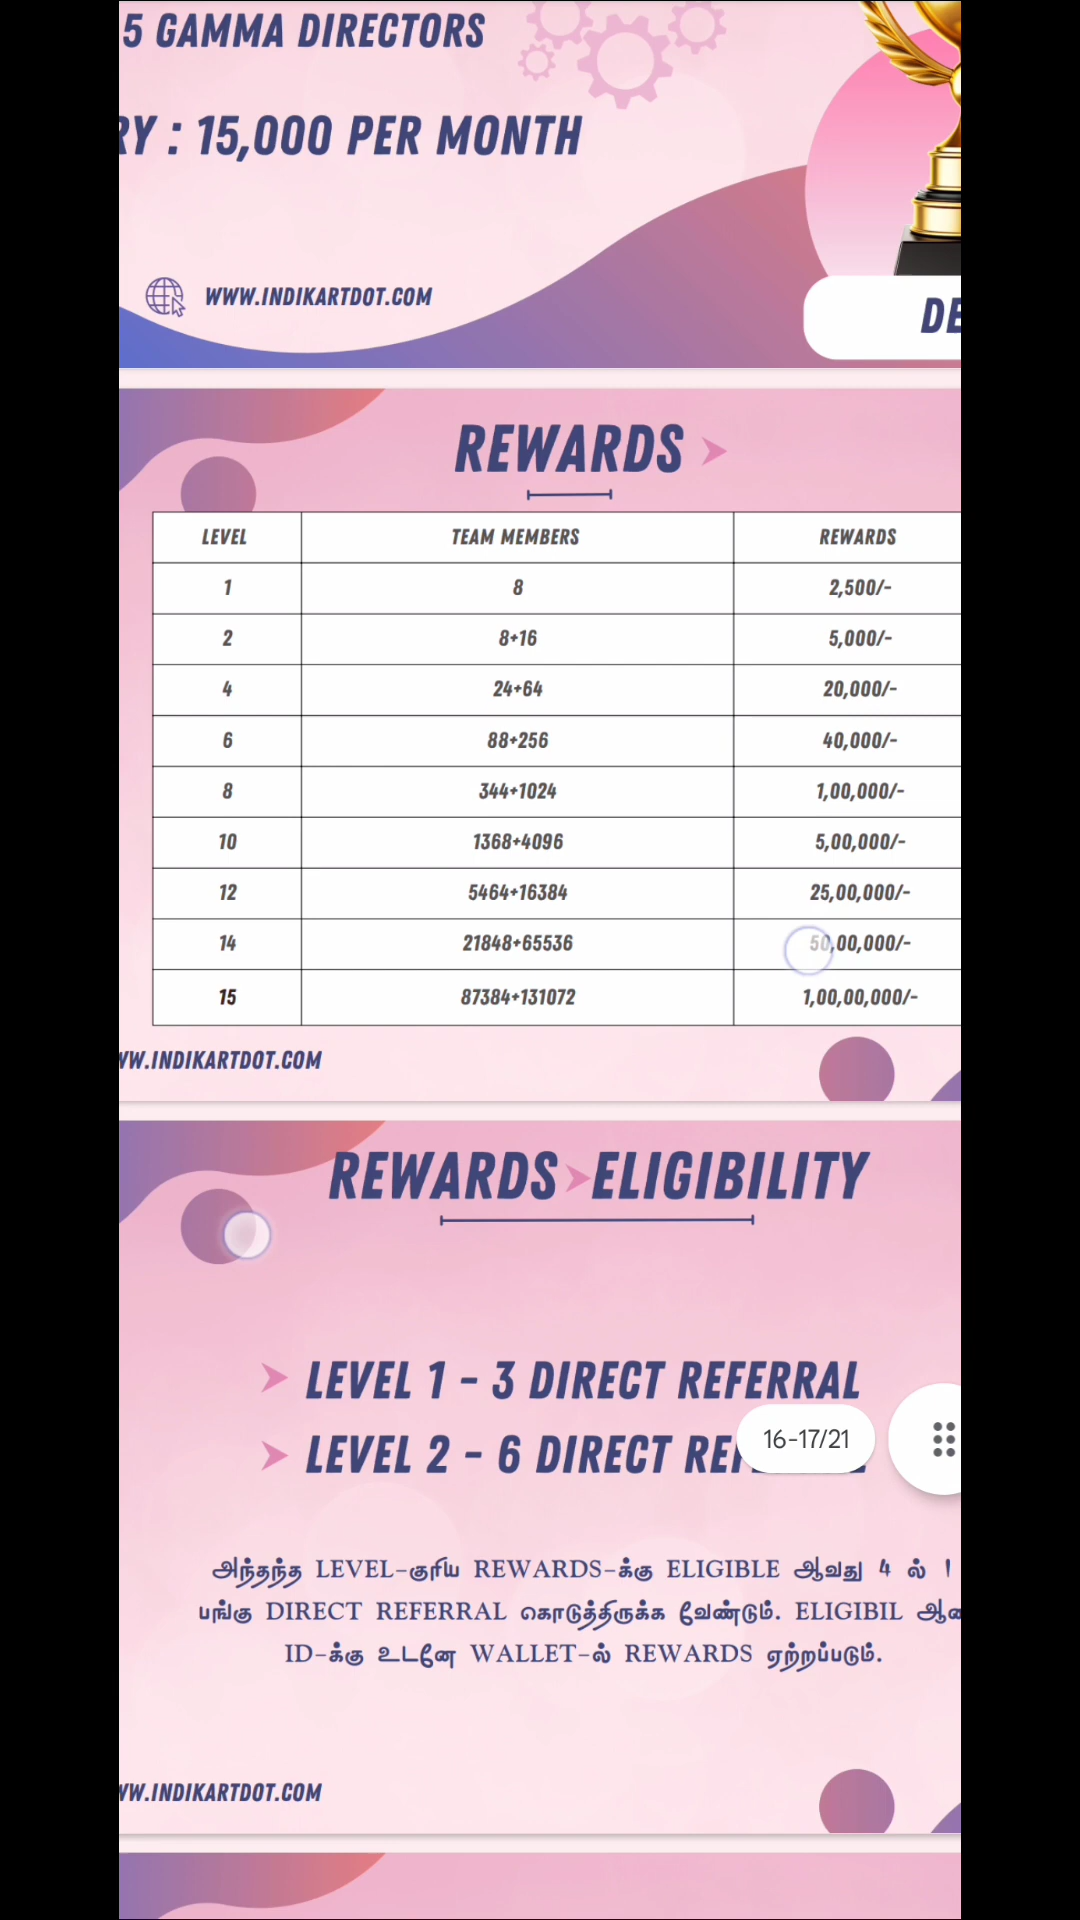 5 GAMMA DIRECTORS
RY : 15,000 PER MONTH
WWW.INDIKARTDOT.COM
DE
REWARDS
LEVEL TEAM MEMBERS REWARDS
1 8 2,500/-
2 8+16 5,000/-
4 24+64 20,000/-
6 88+256 40,000/-
8 344+1024 1,00,000/-
10 1368+4096 5,00,000/-
12 5464+16384 25,00,000/-
14 21848+65536 50,00,000/-
15 87384+131072 1,00,00,000/-
WW.INDIKARTDOT.COM
REWARDS ELIGIBILITY
LEVEL 1 - 3 DIRECT REFERRAL
LEVEL 2 - 6 DIRECT
16-17/21
அந்தந்த LEVEL-குரிய REWARDS-க்கு ELIGIBLE ஆவது 4 ல் 1
பங்கு DIRECT REFERRAL கொடுத்திருக்க வேண்டும். ELIGIBIL
ID-க்கு உடனே WALLET-ல் REWARDS ஏற்றப்படும்.
WW.INDIKARTDOT.COM